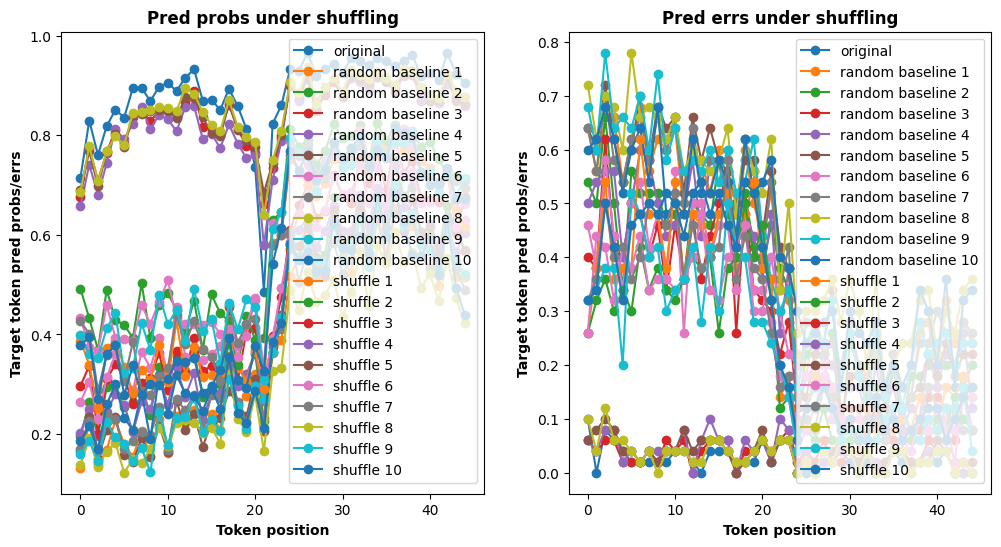 Pred probs under shuffling
Target token pred probs/errs
1.0
0.8
0.6
0.4
0.2
0
10
20
30
40
Token position
original
random baseline 1
random baseline 2
random baseline 3
random baseline 4
random baseline 5
random baseline 6
random baseline 7
random baseline 8
random baseline 9
random baseline 10
shuffle 1
shuffle 2
shuffle 3
shuffle 4
shuffle 5
shuffle 6
shuffle 7
shuffle 8
shuffle 9
shuffle 10
Pred errs under shuffling
Target token pred probs/errs
0.8
0.7
0.6
0.5
0.4
0.3
0.2
0.1
0.0
0
10
20
30
40
Token position
original
random baseline 1
random baseline 2
random baseline 3
random baseline 4
random baseline 5
random baseline 6
random baseline 7
random baseline 8
random baseline 9
random baseline 10
shuffle 1
shuffle 2
shuffle 3
shuffle 4
shuffle 5
shuffle 6
shuffle 7
shuffle 8
shuffle 9
shuffle 10